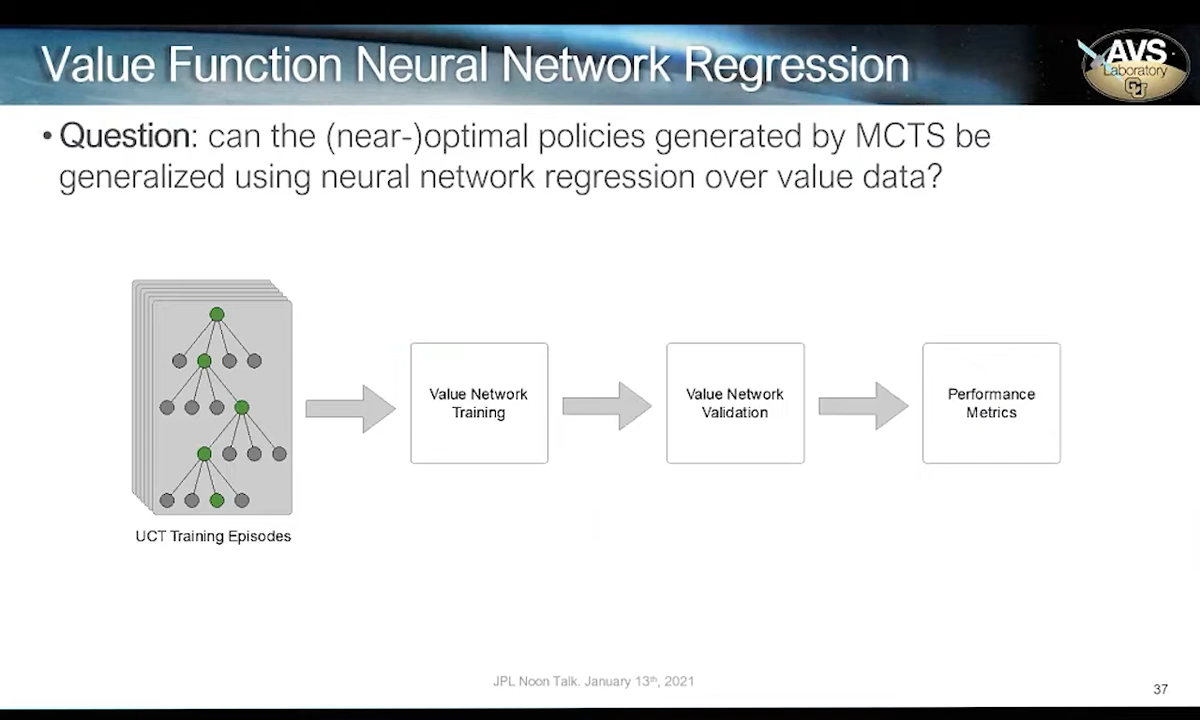 Value Function Neural Network Regression
AVS
Laboratory
CU
• Question: can the (near-)optimal policies generated by MCTS be
generalized using neural network regression over value data?
Value Network
Training
Value Network
Validation
Performance
Metrics
UCT Training Episodes
JPL Noon Talk. January 13th, 2021
37